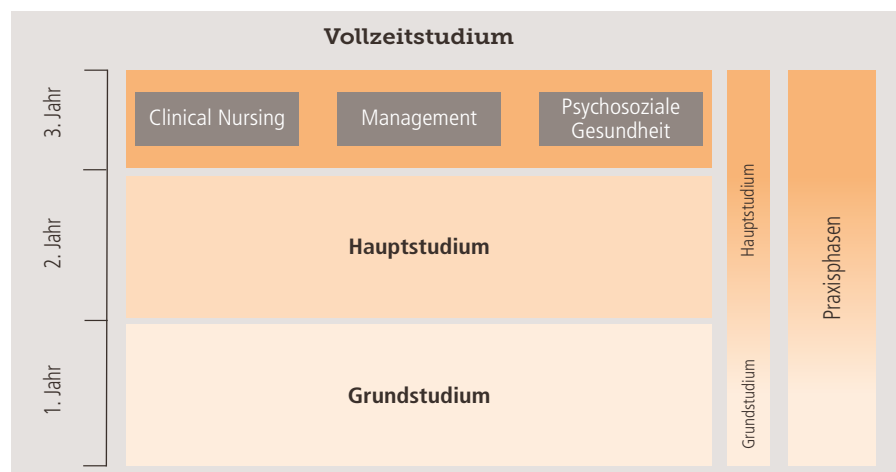 Vollzeitstudium
3. Jahr
Clinical Nursing
Management
Psychosoziale
Gesundheit
2. Jahr
Hauptstudium
1. Jahr
Grundstudium
Hauptstudium
Grundstudium
Praxisphasen